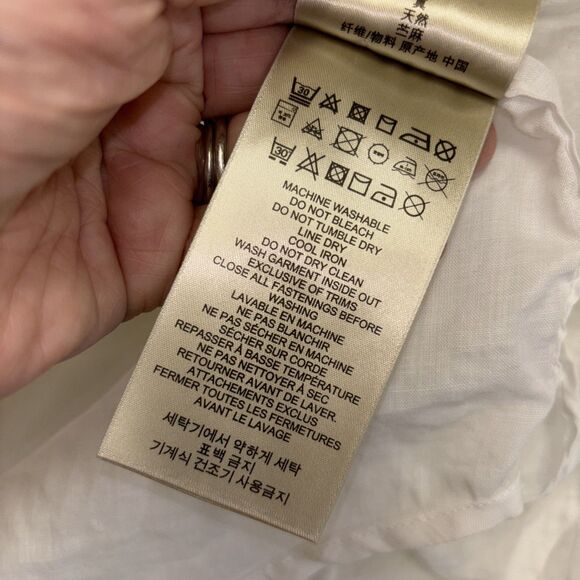 天然
苎麻
纤维/物料 原产地 中国
30
30
MACHINE WASHABLE
DO NOT BLEACH
DO NOT TUMBLE DRY
LINE DRY
COOL IRON
DO NOT DRY CLEAN
WASH GARMENT INSIDE OUT
EXCLUSIVE OF TRIMS
CLOSE ALL FASTENINGS BEFORE
WASHING
LAVABLE EN MACHINE
NE PAS BLANCHIR
NE PAS SÉCHER EN MACHINE
SÉCHER SUR CORDE
REPASSER À BASSE TEMPÉRATURE
NE PAS NETTOYER À SEC
RETOURNER AVANT DE LAVER.
ATTACHEMENTS EXCLUS
FERMER TOUTES LES FERMETURES
AVANT LE LAVAGE
세탁기에서 약하게 세탁
표백 금지
기계식 건조기 사용금지